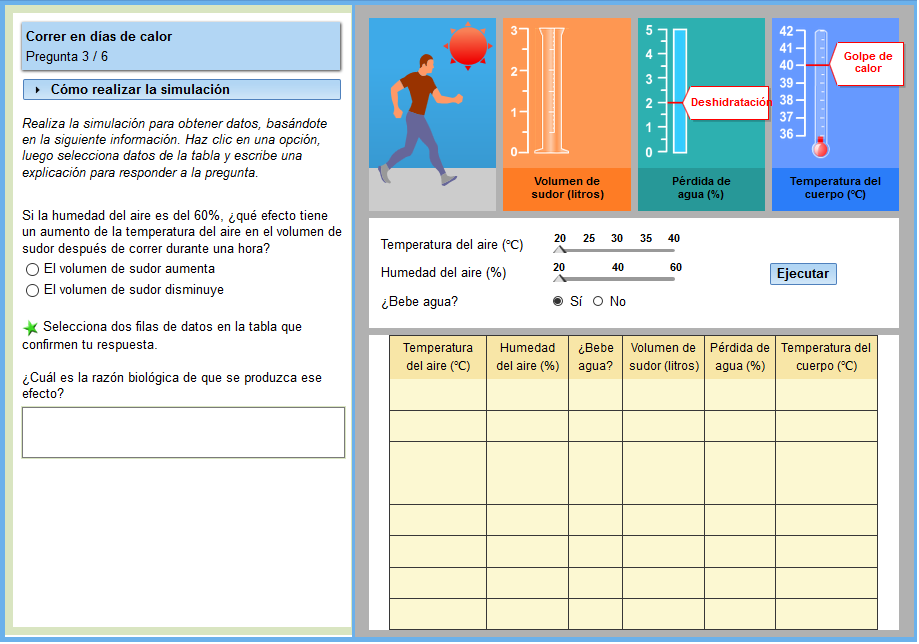 Correr en días de calor
Pregunta 3 / 6
Cómo realizar la simulación
Realiza la simulación para obtener datos, basándote
en la siguiente información. Haz clic en una opción,
luego selecciona datos de la tabla y escribe una
explicación para responder a la pregunta.
Si la humedad del aire es del 60%, ¿qué efecto tiene
un aumento de la temperatura del aire en el volumen de
sudor después de correr durante una hora?
El volumen de sudor aumenta
El volumen de sudor disminuye
Selecciona dos filas de datos en la tabla que
confirmen tu respuesta.
¿Cuál es la razón biológica de que se produzca ese
efecto?
3
2
1
0
Volumen de
sudor (litros)
5
4
3
2
1
0
Deshidratación
Pérdida de
agua (%)
42
41
40
39
38
37
36
Golpe de
calor
Temperatura del
cuerpo (°C)
Temperatura del aire (°C) 20 25 30 35 40
Humedad del aire (%) 20 40 60
¿Bebe agua? Sí No
Ejecutar
Temperatura Humedad ¿Bebe Volumen de Pérdida de Temperatura del
del aire (°C) del aire (%) agua? sudor (litros) agua (%) cuerpo (°C)